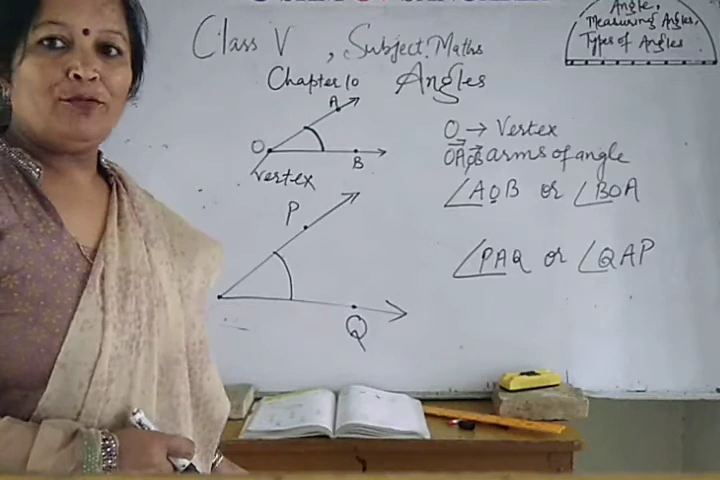 Class V , Subject. Maths
Chapter 10 Angles
Angle,
Measuring Angles,
Types of Angles
A
O
B
vertex
O → Vertex
OA, OB arms of angle
∠AOB or ∠BOA
P
Q
∠PAQ or ∠QAP